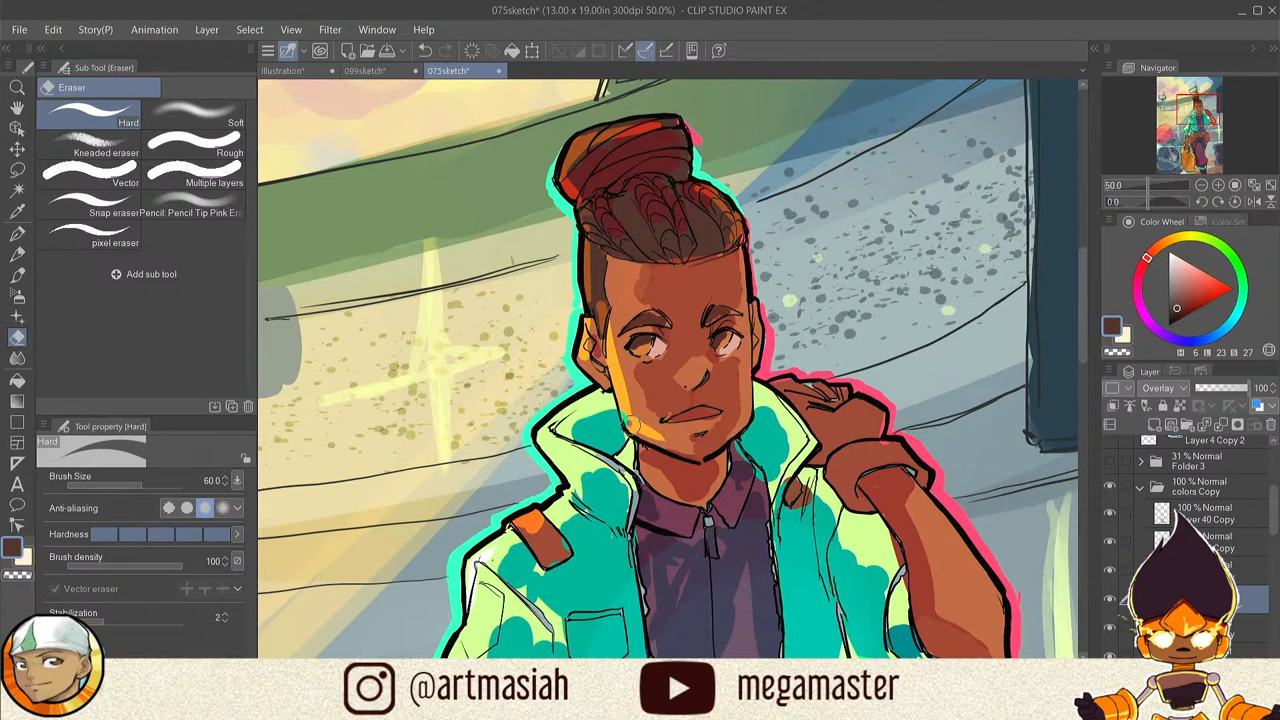 075sketch* (13.00 x 19.00in 300dpi 50.0%) - CLIP STUDIO PAINT EX
File Edit Story(P) Animation Layer Select View Filter Window Help
Sub Tool [Eraser]
Illustration* 099sketch* 075sketch*
Navigator
Eraser
Hard Soft
Kneaded eraser Rough
Vector Multiple layers
Snap eraser Pencil: Pencil Tip Pink Er
pixel eraser
Add sub tool
50.0
0.0
Color Wheel Color Set
H 6 L 23 S 27
Layer
Overlay 100
Layer 4 Copy 2
31 % Normal
Folder 3
100 % Normal
colors Copy
100 % Normal
Layer 40 Copy
Normal
Copy
Tool property [Hard]
Hard
Brush Size 60.0
Anti-aliasing
Hardness
Brush density 100
Vector eraser
Stabilization 2
@artmasiah megamaster